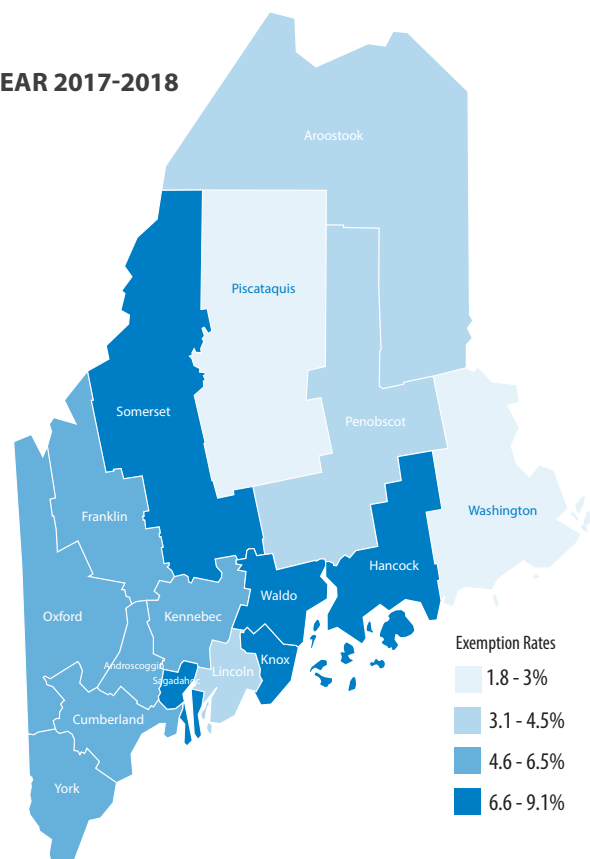 EAR 2017-2018
Aroostook
Piscataquis
Somerset
Penobscot
Washington
Franklin
Hancock
Waldo
Oxford
Kennebec
Knox
Androscoggin
Lincoln
Sagadahoc
Cumberland
York
Exemption Rates
1.8 - 3%
3.1 - 4.5%
4.6 - 6.5%
6.6 - 9.1%